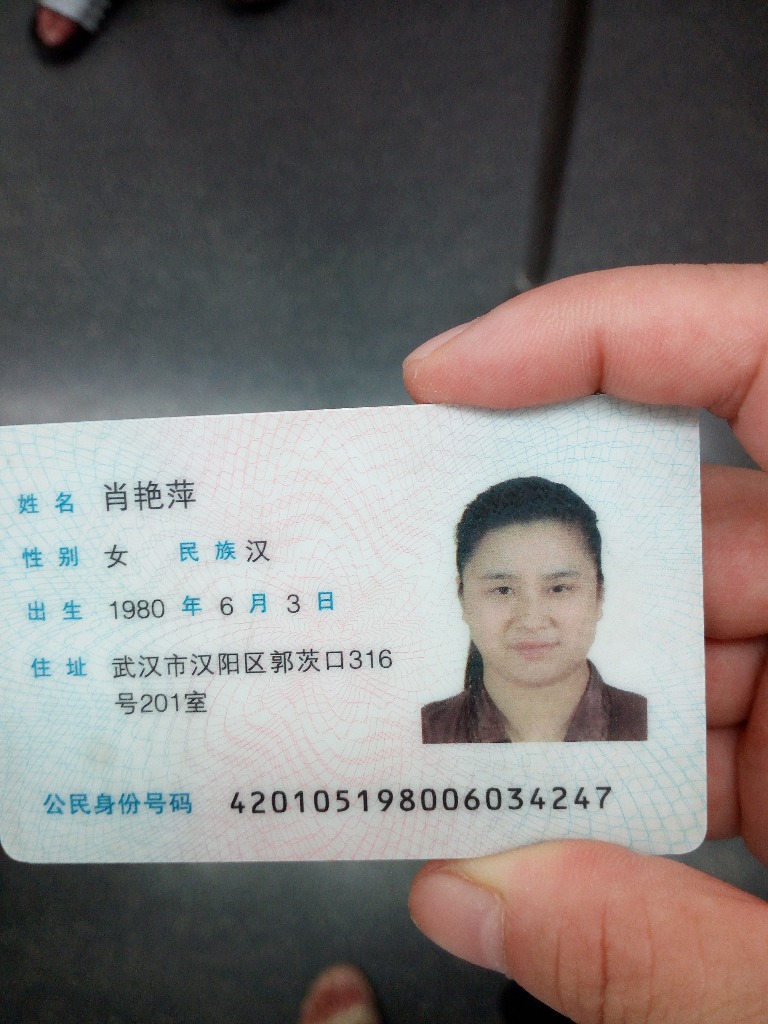 姓名 肖艳萍
性别 女 民族 汉
出生 1980 年 6 月 3 日
住址 武汉市汉阳区郭茨口316
号201室
公民身份号码 420105198006034247